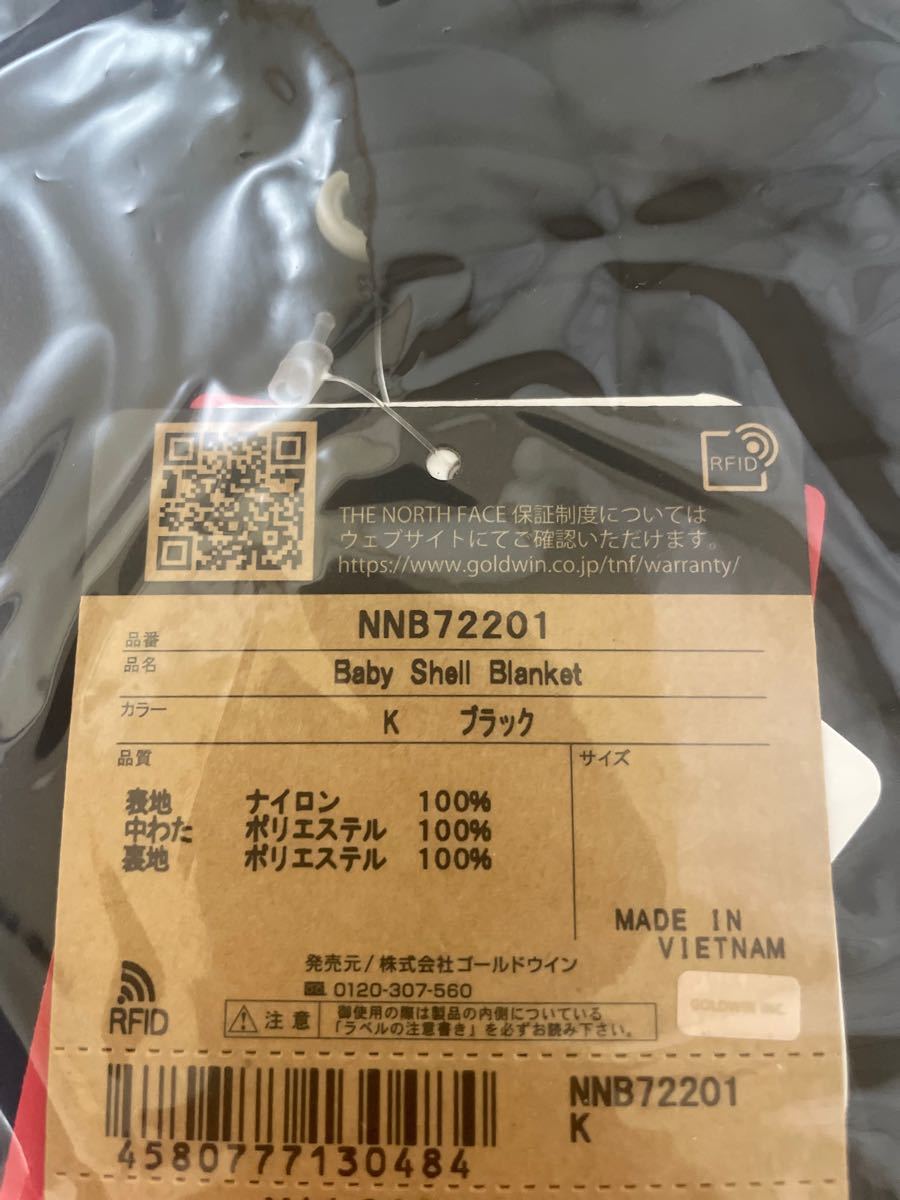 RFID
THE NORTH FACE 保証制度については
ウェブサイトにてご確認いただけます。
https://www.goldwin.co.jp/tnf/warranty/
品番 NNB72201
品名 Baby Shell Blanket
カラー K ブラック
品質 サイズ
表地 ナイロン 100%
中わた ポリエステル 100%
裏地 ポリエステル 100%
MADE IN
VIETNAM
発売元/株式会社ゴールドウイン
0120-307-560
RFID
注意 御使用の際は製品の内側についている
「ラベルの注意書き」を必ずお読み下さい。
GOLDWIN INC.
NNB72201
K
4580777130484